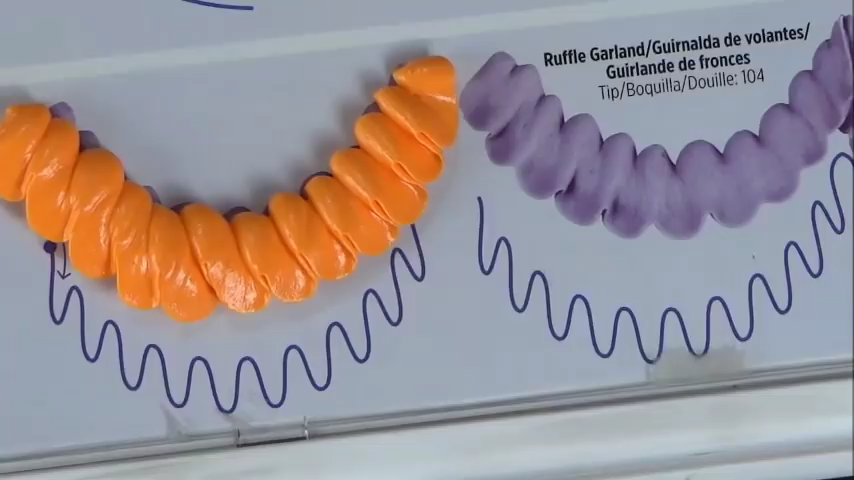 Ruffle Garland/Guirnalda de volantes/
Guirlande de fronces
Tip/Boquilla/Douille: 104